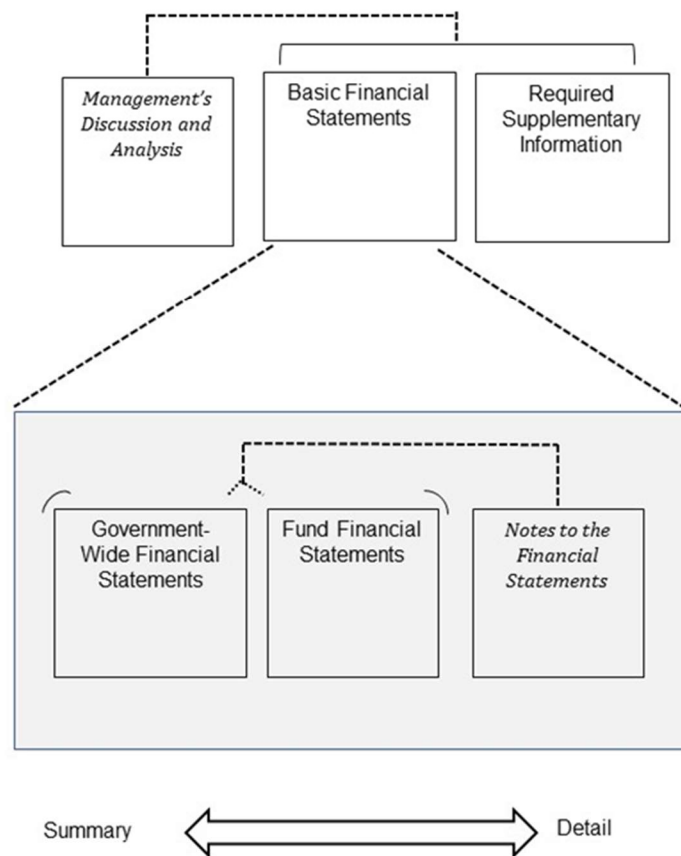 Management's
Discussion and
Analysis
Basic Financial
Statements
Required
Supplementary
Information
Government-
Wide Financial
Statements
Fund Financial
Statements
Notes to the
Financial
Statements
Summary
Detail